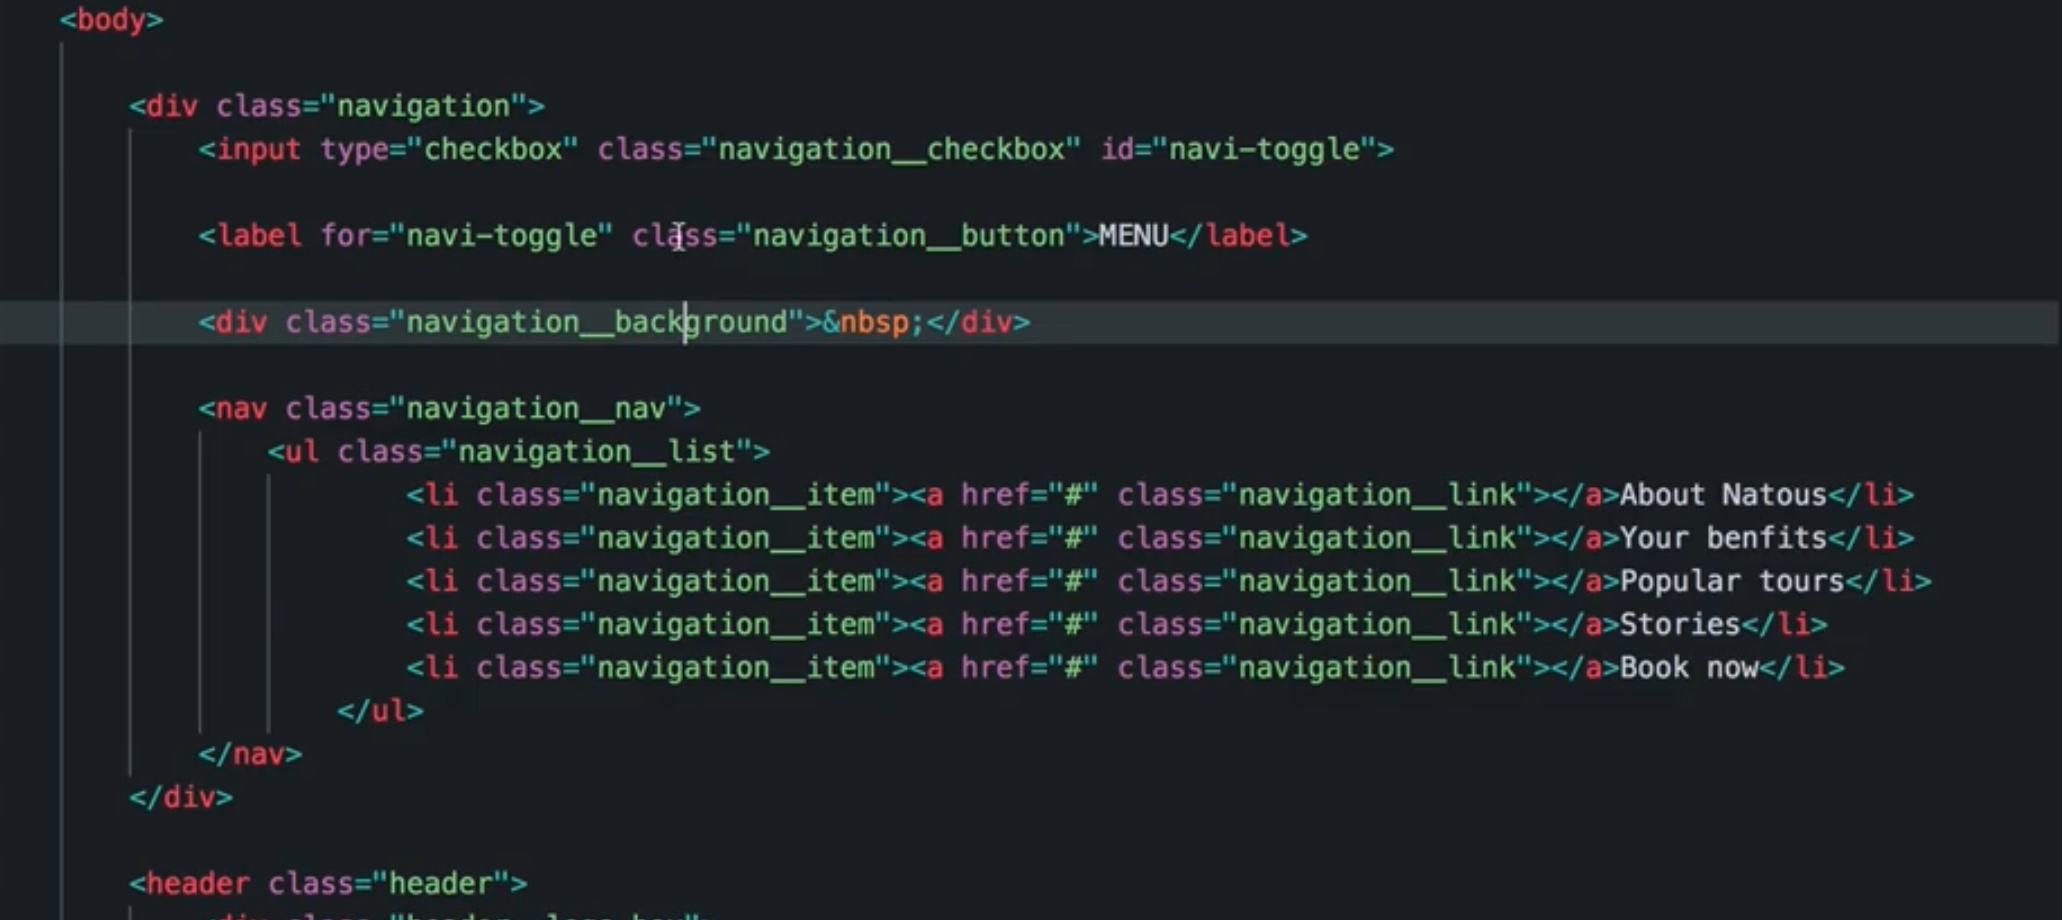 <body>
<div class="navigation">
<input type="checkbox" class="navigation__checkbox" id="navi-toggle">
<label for="navi-toggle" class="navigation__button">MENU</label>
<div class="navigation__background">&nbsp;</div>
<nav class="navigation__nav">
<ul class="navigation__list">
<li class="navigation__item"><a href="#" class="navigation__link"></a>About Natous</li>
<li class="navigation__item"><a href="#" class="navigation__link"></a>Your benfits</li>
<li class="navigation__item"><a href="#" class="navigation__link"></a>Popular tours</li>
<li class="navigation__item"><a href="#" class="navigation__link"></a>Stories</li>
<li class="navigation__item"><a href="#" class="navigation__link"></a>Book now</li>
</ul>
</nav>
</div>
<header class="header">